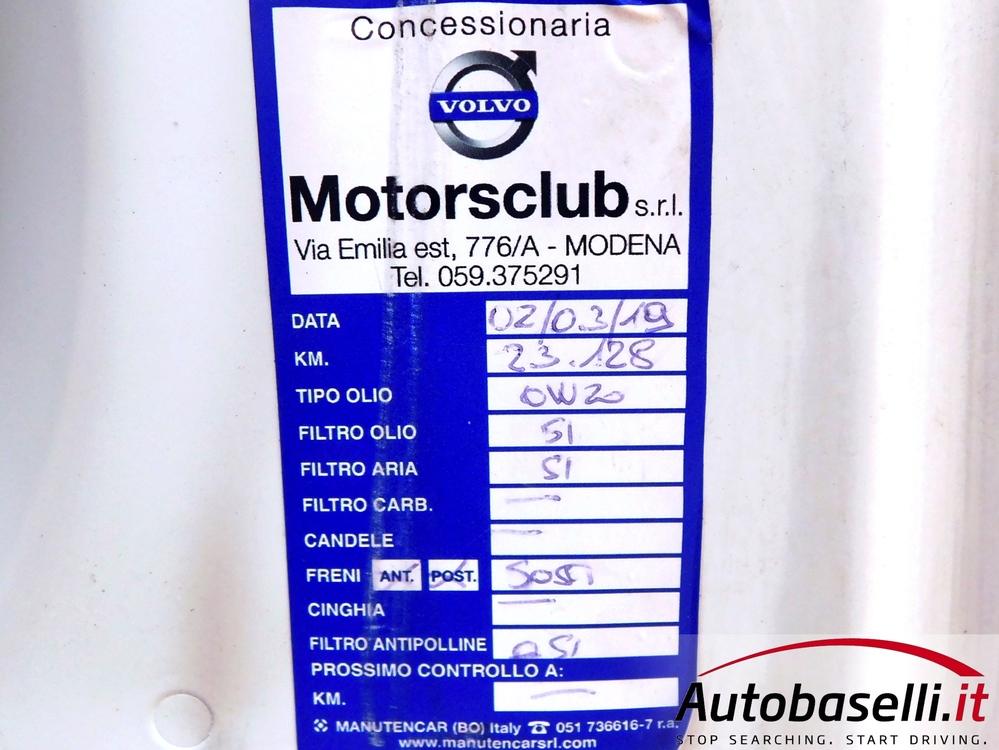 Concessionaria
VOLVO
Motorsclub s.r.l.
Via Emilia est, 776/A - MODENA
Tel. 059.375291
DATA 02/03/19
KM. 23.128
TIPO OLIO 0W20
FILTRO OLIO SI
FILTRO ARIA SI
FILTRO CARB. —
CANDELE —
FRENI ANT. POST.
CINGHIA —
FILTRO ANTIPOLLINE SI
PROSSIMO CONTROLLO A:
KM. —
MANUTENCAR (BO) Italy ☎ 051 736616-7 r.a.
www.manutencarsrl.com
Autobaselli.it
STOP SEARCHING. START DRIVING.